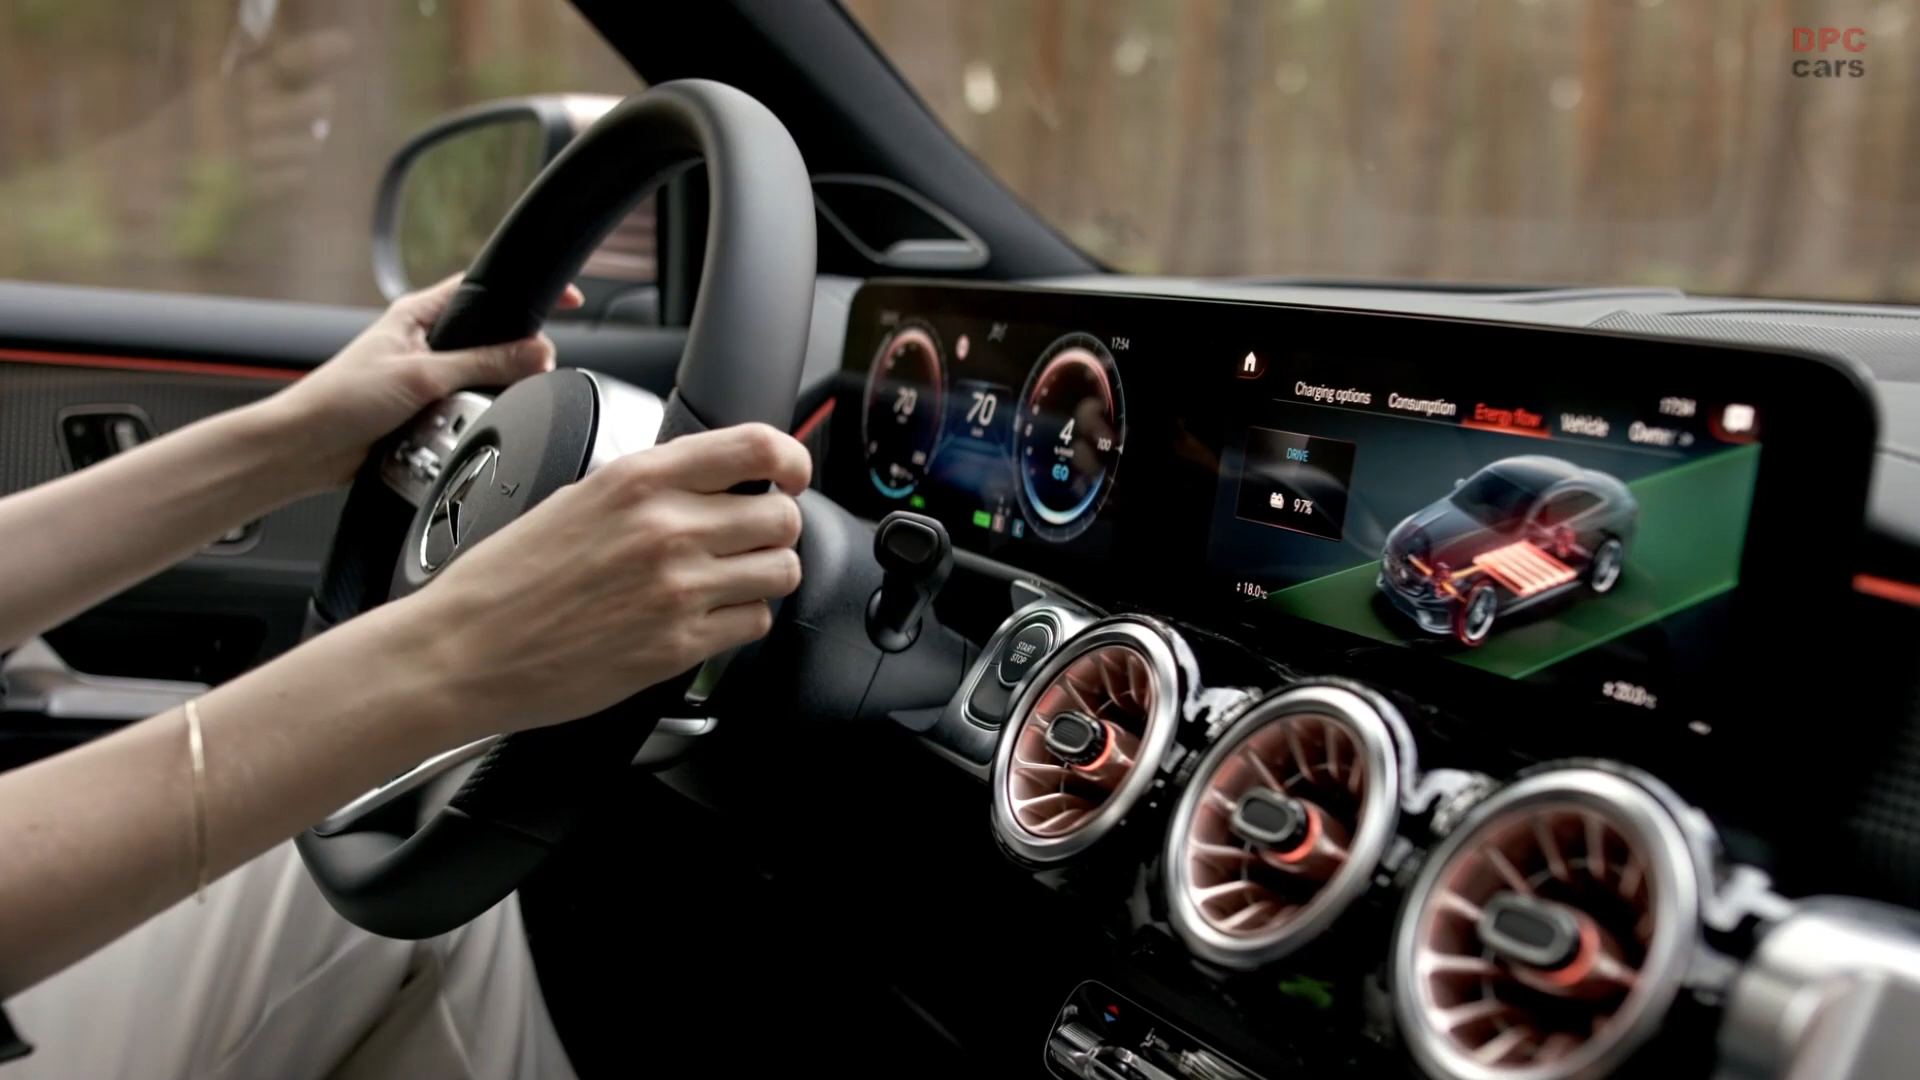 DPC
cars
17:54
70
70
4
100
Charging options
Consumption
Energy flow
Vehicle
DRIVE
97%
18.0°C
START
STOP